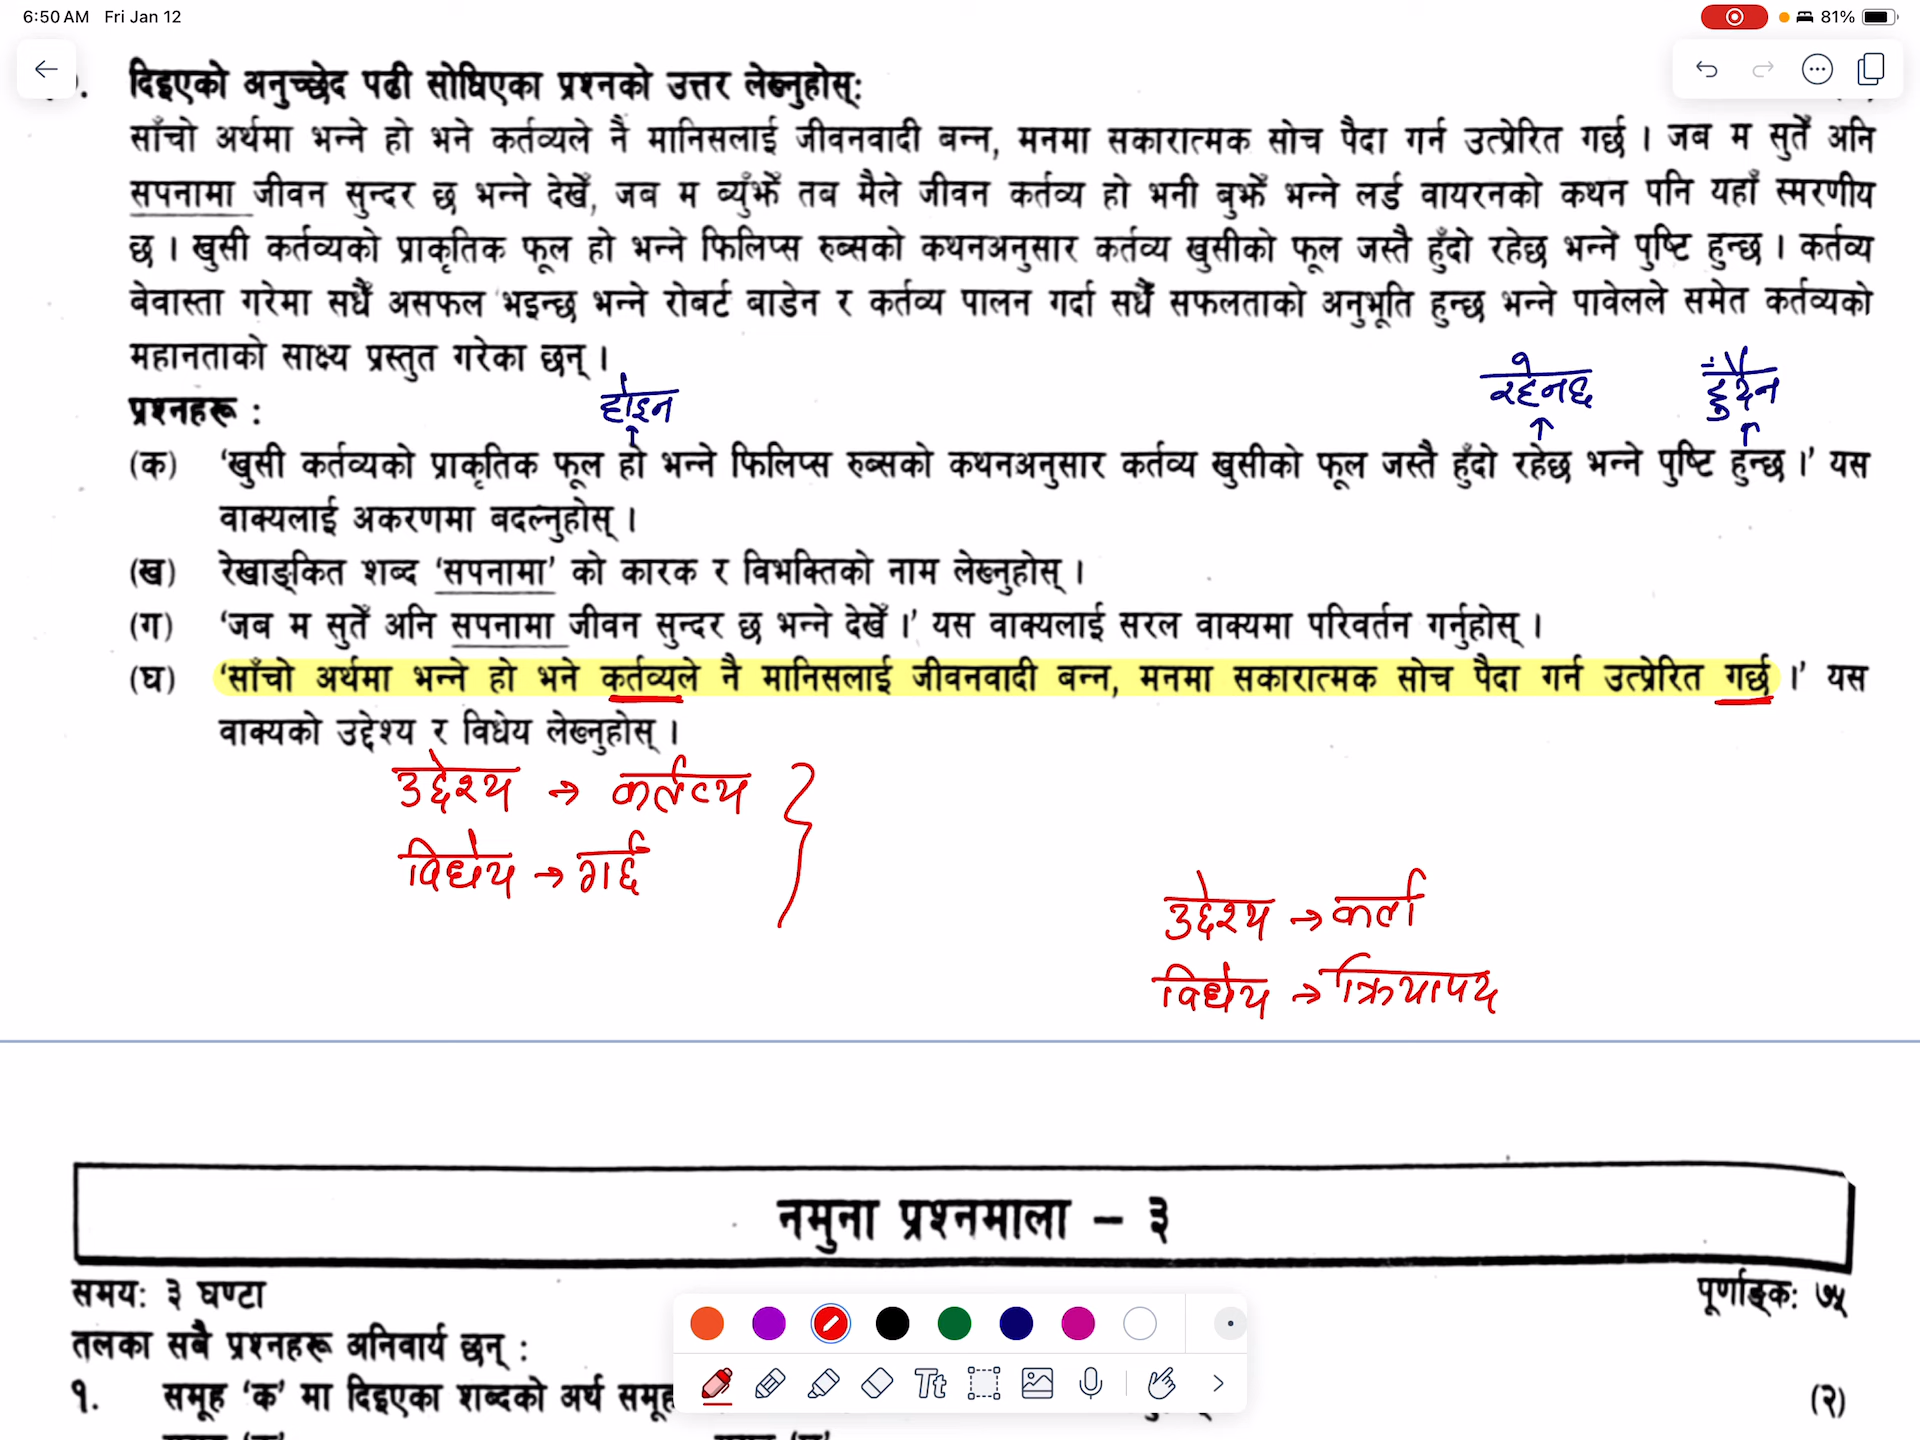 6:50 AM Fri Jan 12
81%
दिइएको अनुच्छेद पढी सोधिएका प्रश्नको उत्तर लेख्नुहोस्:
साँचो अर्थमा भन्ने हो भने कर्तव्यले नै मानिसलाई जीवनवादी बन्न, मनमा सकारात्मक सोच पैदा गर्न उत्प्रेरित गर्छ । जब म सुतेँ अनि
सपनामा जीवन सुन्दर छ भन्ने देखेँ, जब म ब्युँझेँ तब मैले जीवन कर्तव्य हो भनी बुझेँ भन्ने लर्ड वायरनको कथन पनि यहाँ स्मरणीय
छ । खुसी कर्तव्यको प्राकृतिक फूल हो भन्ने फिलिप्स रुब्सको कथनअनुसार कर्तव्य खुसीको फूल जस्तै हुँदो रहेछ भन्ने पुष्टि हुन्छ । कर्तव्य
बेवास्ता गरेमा सधैँ असफल भइन्छ भन्ने रोबर्ट बाडेन र कर्तव्य पालन गर्दा सधैँ सफलताको अनुभूति हुन्छ भन्ने पावेलले समेत कर्तव्यको
महानताको साक्ष्य प्रस्तुत गरेका छन् ।
होइन रहेनछ हुँदैन
प्रश्नहरू :
(क) 'खुसी कर्तव्यको प्राकृतिक फूल हो भन्ने फिलिप्स रुब्सको कथनअनुसार कर्तव्य खुसीको फूल जस्तै हुँदो रहेछ भन्ने पुष्टि हुन्छ ।' यस
वाक्यलाई अकरणमा बदल्नुहोस् ।
(ख) रेखाङ्कित शब्द 'सपनामा' को कारक र विभक्तिको नाम लेख्नुहोस् ।
(ग) 'जब म सुतेँ अनि सपनामा जीवन सुन्दर छ भन्ने देखेँ ।' यस वाक्यलाई सरल वाक्यमा परिवर्तन गर्नुहोस् ।
(घ) 'साँचो अर्थमा भन्ने हो भने कर्तव्यले नै मानिसलाई जीवनवादी बन्न, मनमा सकारात्मक सोच पैदा गर्न उत्प्रेरित गर्छ ।' यस
वाक्यको उद्देश्य र विधेय लेख्नुहोस् ।
उद्देश्य → कर्तव्य
विधेय → गर्छ
उद्देश्य → कर्ता
विधेय → क्रियापद
नमुना प्रश्नमाला – ३
समय: ३ घण्टा पूर्णाङ्क: ७५
तलका सबै प्रश्नहरू अनिवार्य छन् :
१. समूह 'क' मा दिइएका शब्दको अर्थ समूह (२)
Tt